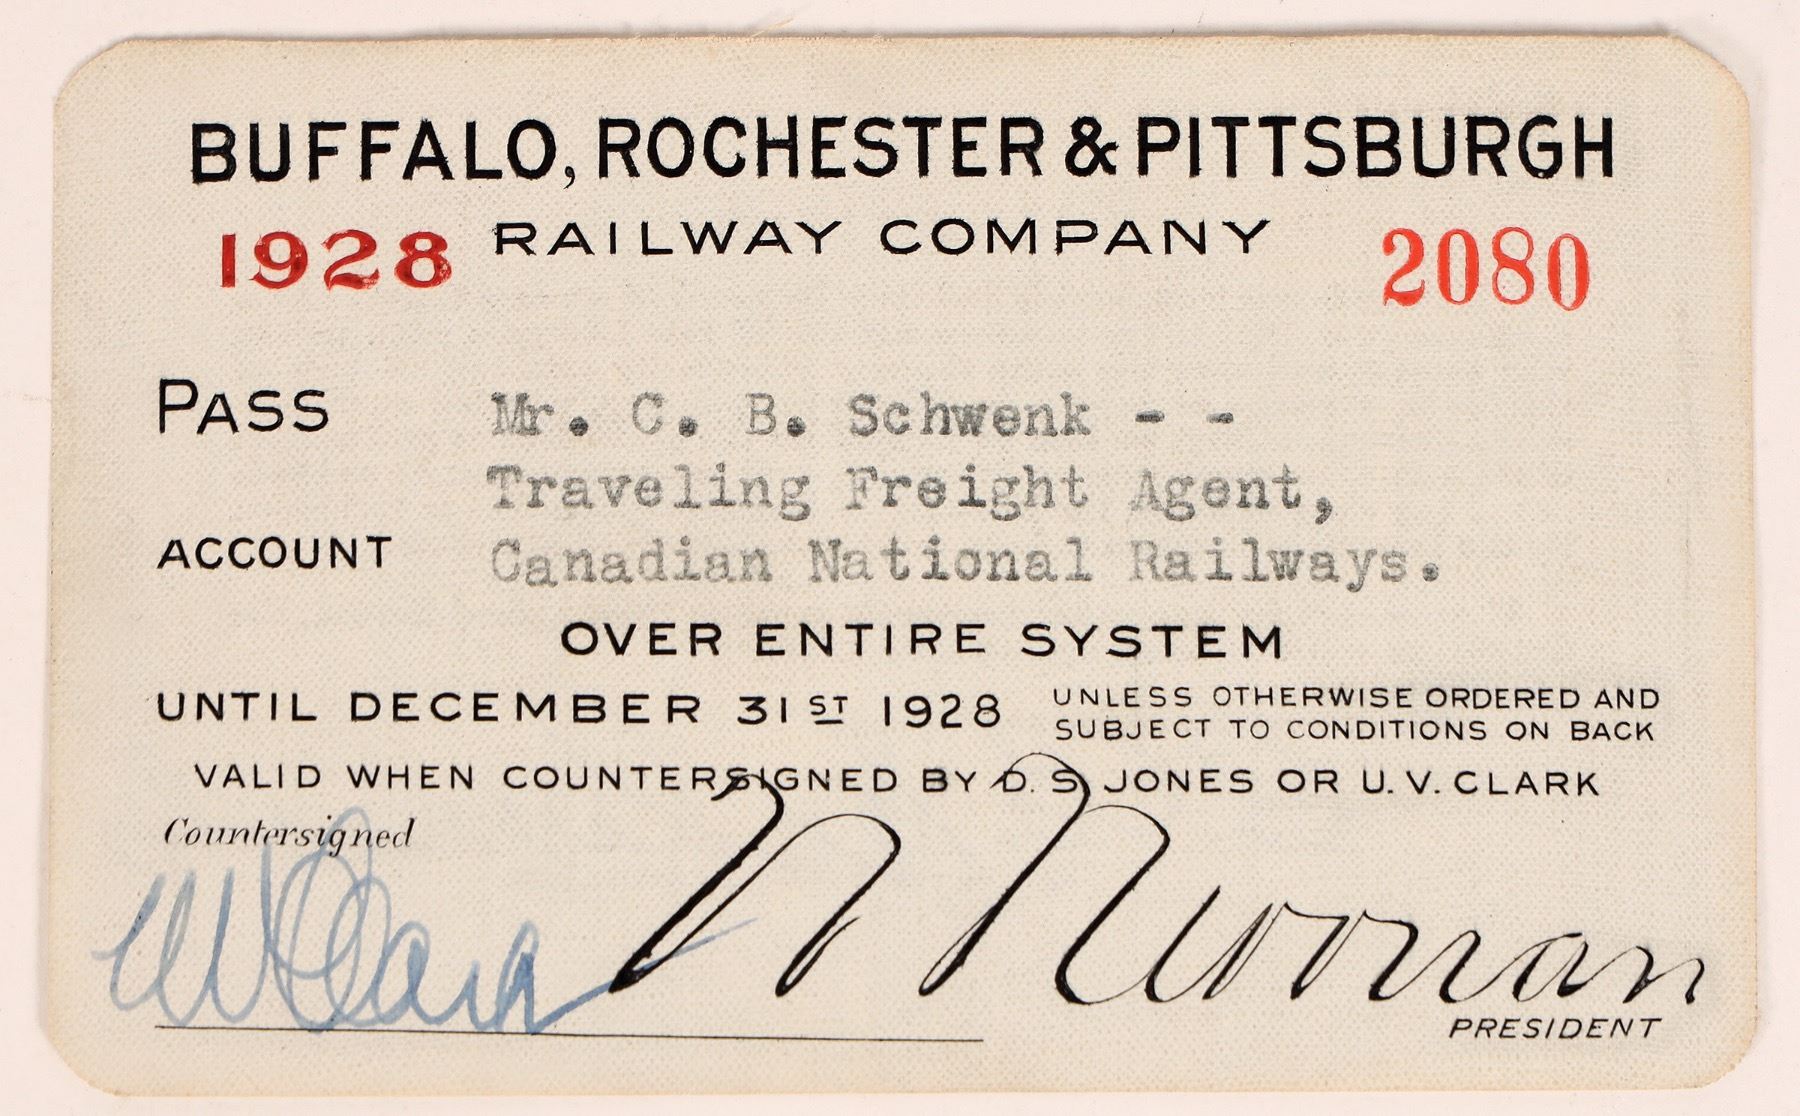 BUFFALO, ROCHESTER & PITTSBURGH
1928 RAILWAY COMPANY 2080
PASS Mr. C. B. Schwenk - -
Traveling Freight Agent,
ACCOUNT Canadian National Railways.
OVER ENTIRE SYSTEM
UNTIL DECEMBER 31ST 1928 UNLESS OTHERWISE ORDERED AND
SUBJECT TO CONDITIONS ON BACK
VALID WHEN COUNTERSIGNED BY D. S. JONES OR U. V. CLARK
Countersigned
UV Clark
PRESIDENT